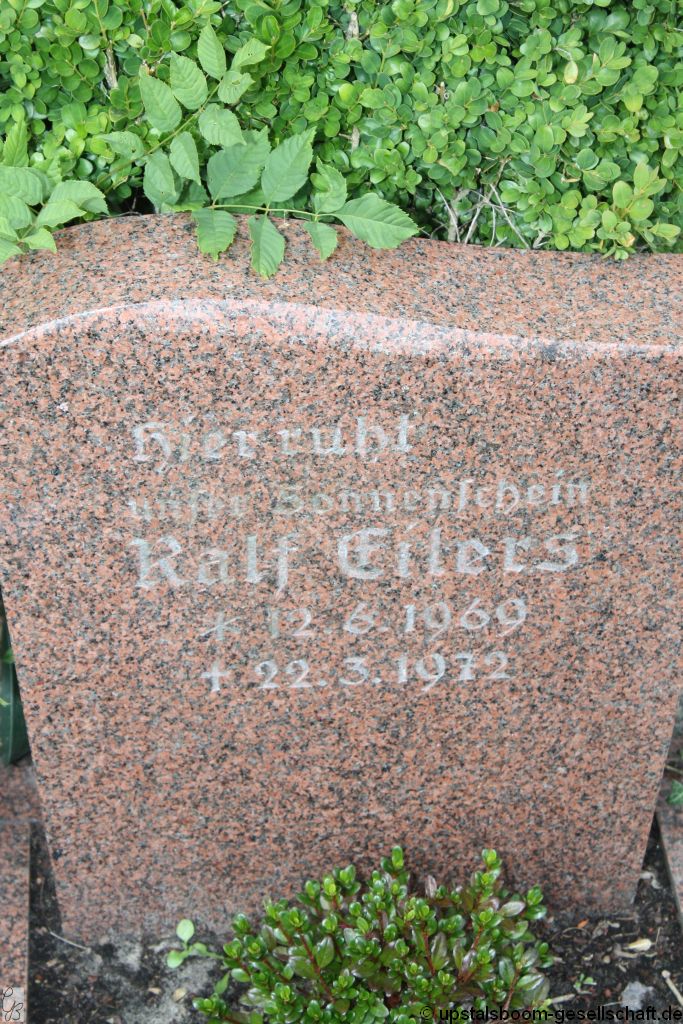 Hier ruht
unser Sonnenschein
Ralf Eilers
* 12.6.1969
+ 22.3.1972
© upstalsboom-gesellschaft.de